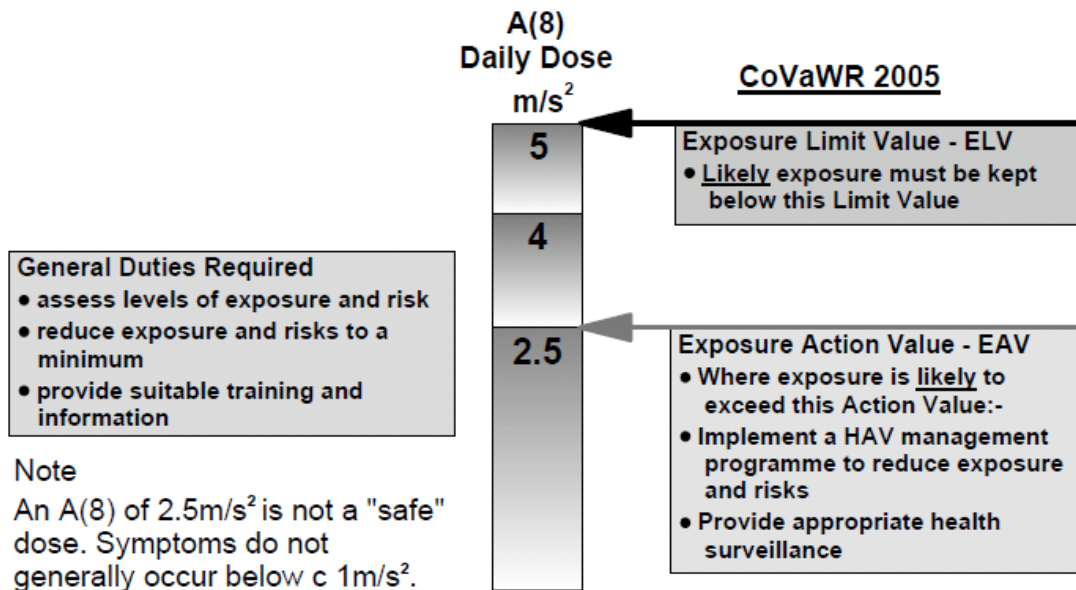 A(8)
Daily Dose
m/s²
CoVaWR 2005
5
Exposure Limit Value - ELV
● Likely exposure must be kept
below this Limit Value
4
General Duties Required
● assess levels of exposure and risk
● reduce exposure and risks to a
minimum
● provide suitable training and
information
2.5
Exposure Action Value - EAV
● Where exposure is likely to
exceed this Action Value:-
● Implement a HAV management
programme to reduce exposure
and risks
● Provide appropriate health
surveillance
Note
An A(8) of 2.5m/s² is not a "safe"
dose. Symptoms do not
generally occur below c 1m/s².